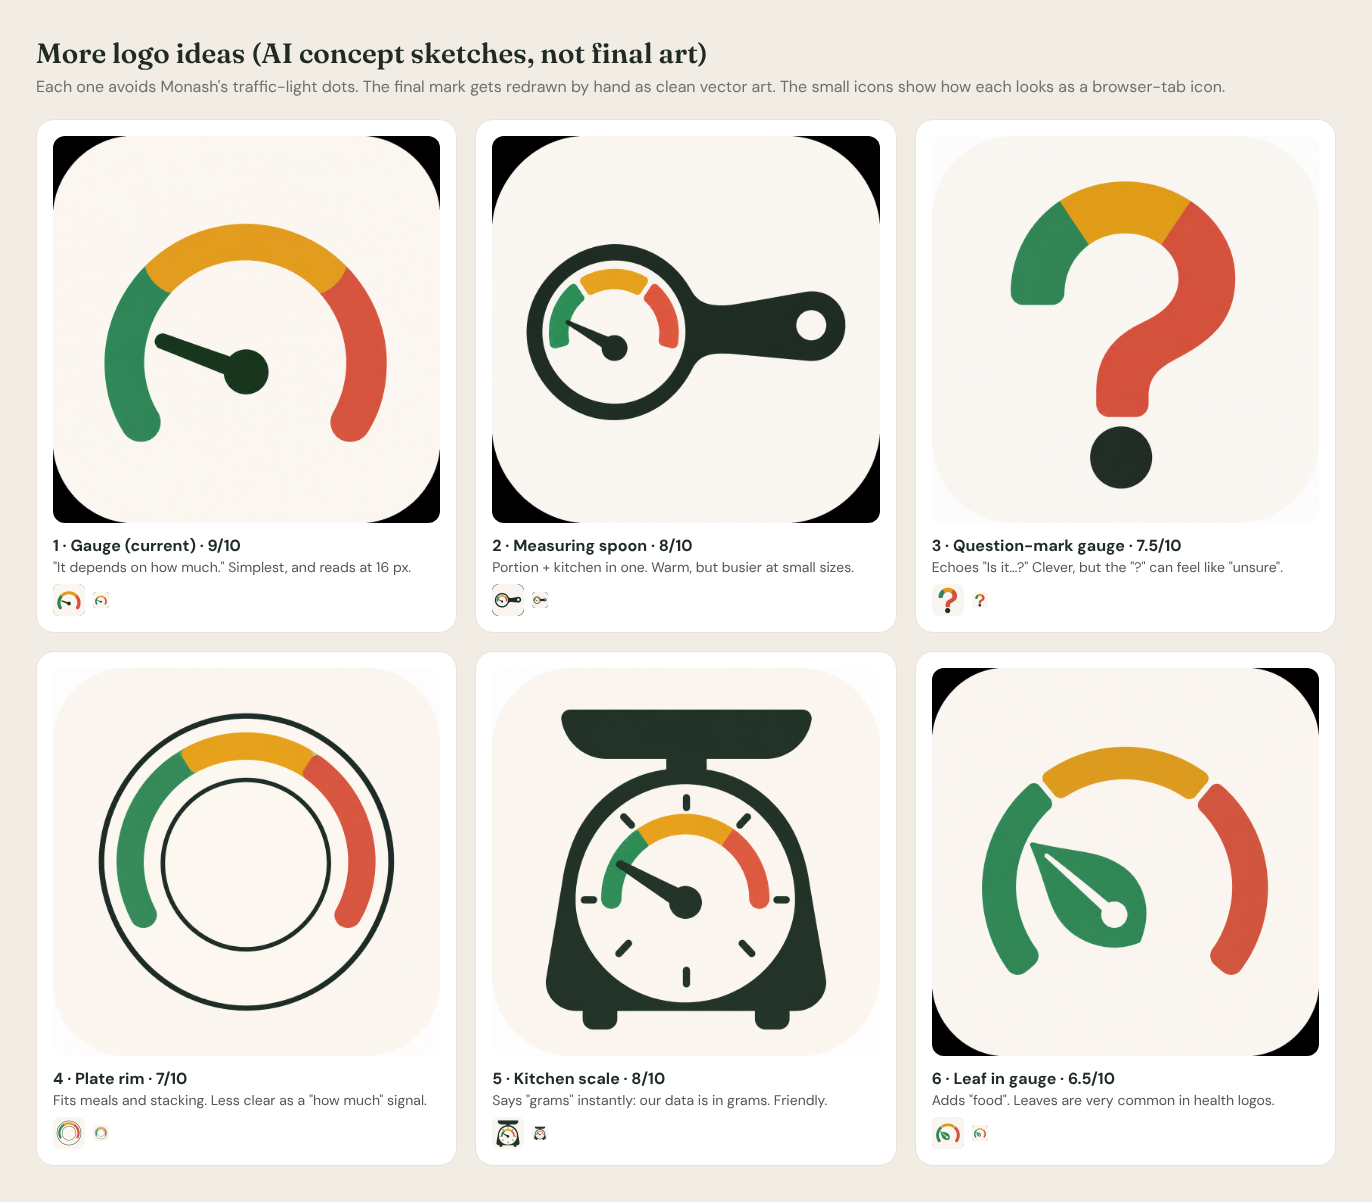 More logo ideas (AI concept sketches, not final art)
Each one avoids Monash's traffic-light dots. The final mark gets redrawn by hand as clean vector art. The small icons show how each looks as a browser-tab icon.
1 · Gauge (current) · 9/10
"It depends on how much." Simplest, and reads at 16 px.
2 · Measuring spoon · 8/10
Portion + kitchen in one. Warm, but busier at small sizes.
3 · Question-mark gauge · 7.5/10
Echoes "Is it…?" Clever, but the "?" can feel like "unsure".
4 · Plate rim · 7/10
Fits meals and stacking. Less clear as a "how much" signal.
5 · Kitchen scale · 8/10
Says "grams" instantly: our data is in grams. Friendly.
6 · Leaf in gauge · 6.5/10
Adds "food". Leaves are very common in health logos.